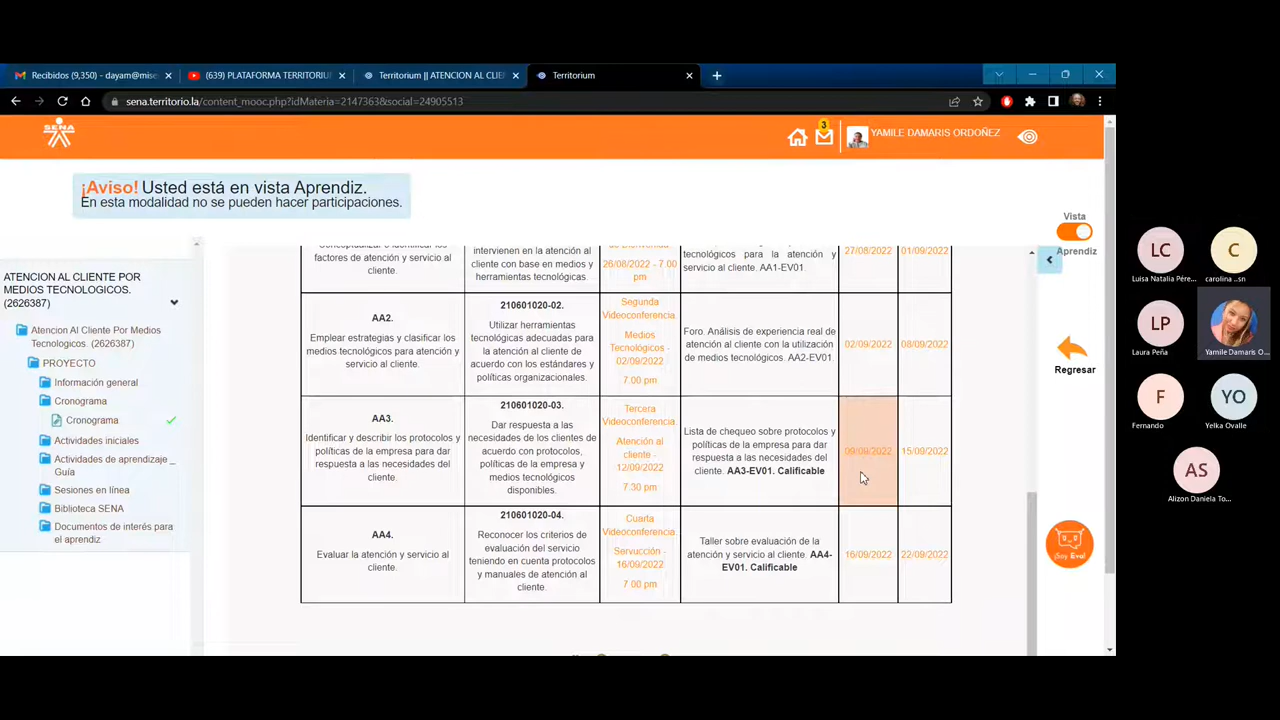 Recibidos (9,350) - dayam@mise
(639) PLATAFORMA TERRITORIU
Territorium || ATENCION AL CLIE
Territorium
sena.territorio.la/content_mooc.php?idMateria=2147363&social=24905513
SENA
3
YAMILE DAMARIS ORDOÑEZ
¡Aviso! Usted está en vista Aprendiz.
En esta modalidad no se pueden hacer participaciones.
Vista
Aprendiz
Regresar
¡Soy Eva!
ATENCION AL CLIENTE POR
MEDIOS TECNOLOGICOS.
(2626387)
Atencion Al Cliente Por Medios
Tecnologicos. (2626387)
PROYECTO
Información general
Cronograma
Cronograma
Actividades iniciales
Actividades de aprendizaje _
Guía
Sesiones en línea
Biblioteca SENA
Documentos de interés para
el aprendiz
Conceptualizar e identificar los
factores de atención y servicio al
cliente.
intervienen en la atención al
cliente con base en medios y
herramientas tecnológicas
de Bienvenida
26/08/2022 - 7.00
pm
tecnológicos para la atención y
servicio al cliente. AA1-EV01
27/08/2022
01/09/2022
AA2.
Emplear estrategias y clasificar los
medios tecnológicos para atención y
servicio al cliente.
210601020-02.
Utilizar herramientas
tecnológicas adecuadas para
la atención al cliente de
acuerdo con los estándares y
políticas organizacionales.
Segunda
Videoconferencia.
Medios
Tecnológicos -
02/09/2022
7.00 pm
Foro. Análisis de experiencia real de
atención al cliente con la utilización
de medios tecnológicos. AA2-EV01.
02/09/2022
08/09/2022
AA3.
Identificar y describir los protocolos y
políticas de la empresa para dar
respuesta a las necesidades del
cliente.
210601020-03.
Dar respuesta a las
necesidades de los clientes de
acuerdo con protocolos,
políticas de la empresa y
medios tecnológicos
disponibles.
Tercera
Videoconferencia.
Atención al
cliente -
12/09/2022
7.30 pm
Lista de chequeo sobre protocolos y
políticas de la empresa para dar
respuesta a las necesidades del
cliente. AA3-EV01. Calificable
09/09/2022
15/09/2022
AA4.
Evaluar la atención y servicio al
cliente.
210601020-04.
Reconocer los criterios de
evaluación del servicio
teniendo en cuenta protocolos
y manuales de atención al
cliente.
Cuarta
Videoconferencia.
Servucción -
16/09/2022
7.00 pm
Taller sobre evaluación de la
atención y servicio al cliente. AA4-
EV01. Calificable
16/09/2022
22/09/2022
LC
Luisa Natalia Pére...
C
carolina ..sn
LP
Laura Peña
Yamile Damaris O...
F
Fernando
YO
Yelka Ovalle
AS
Alizon Daniela To...